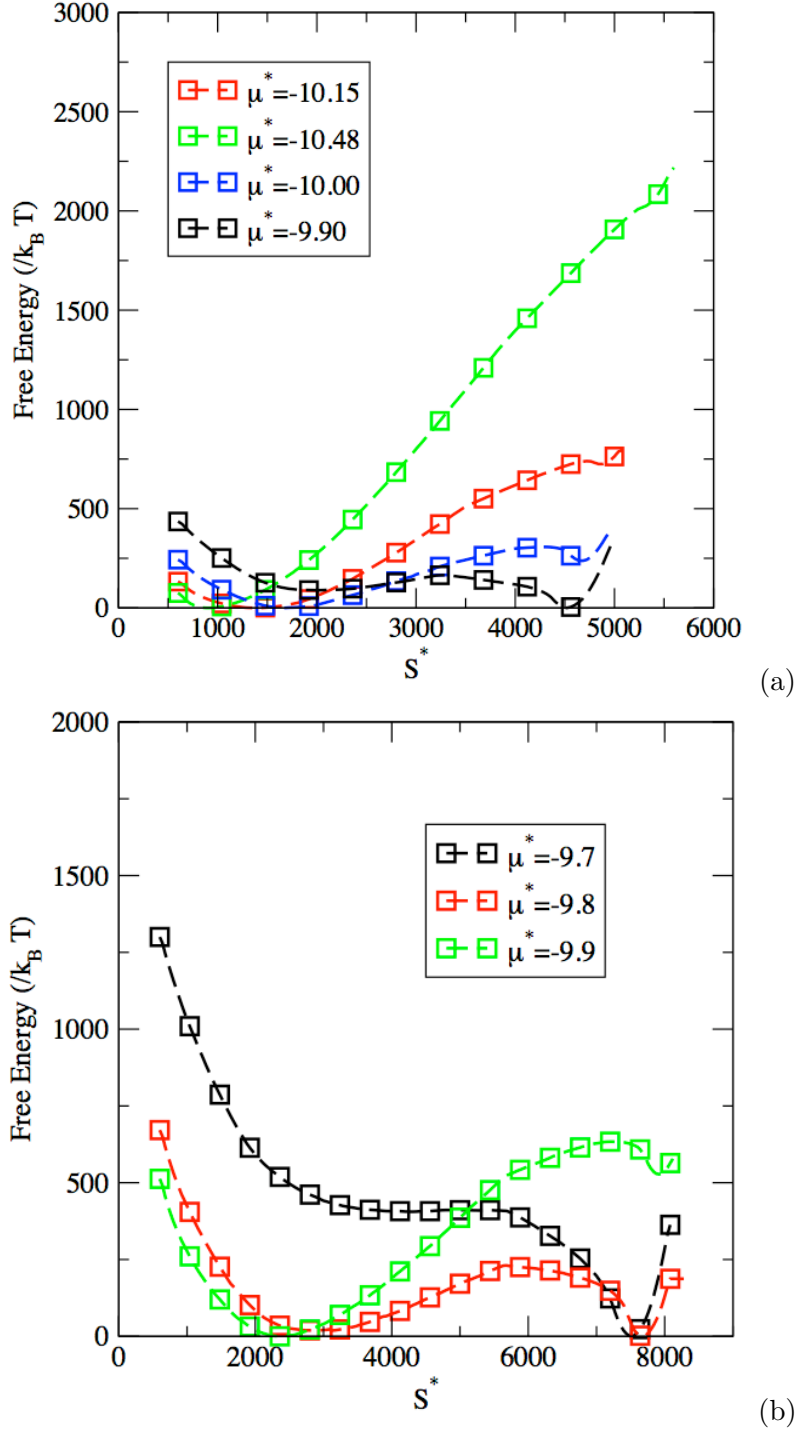 3000
2500
2000
1500
1000
500
0
Free Energy (/k_B T)
μ*=-10.15
μ*=-10.48
μ*=-10.00
μ*=-9.90
0 1000 2000 3000 4000 5000 6000
S*
(a)
2000
1500
1000
500
0
Free Energy (/k_B T)
μ*=-9.7
μ*=-9.8
μ*=-9.9
0 2000 4000 6000 8000
S*
(b)